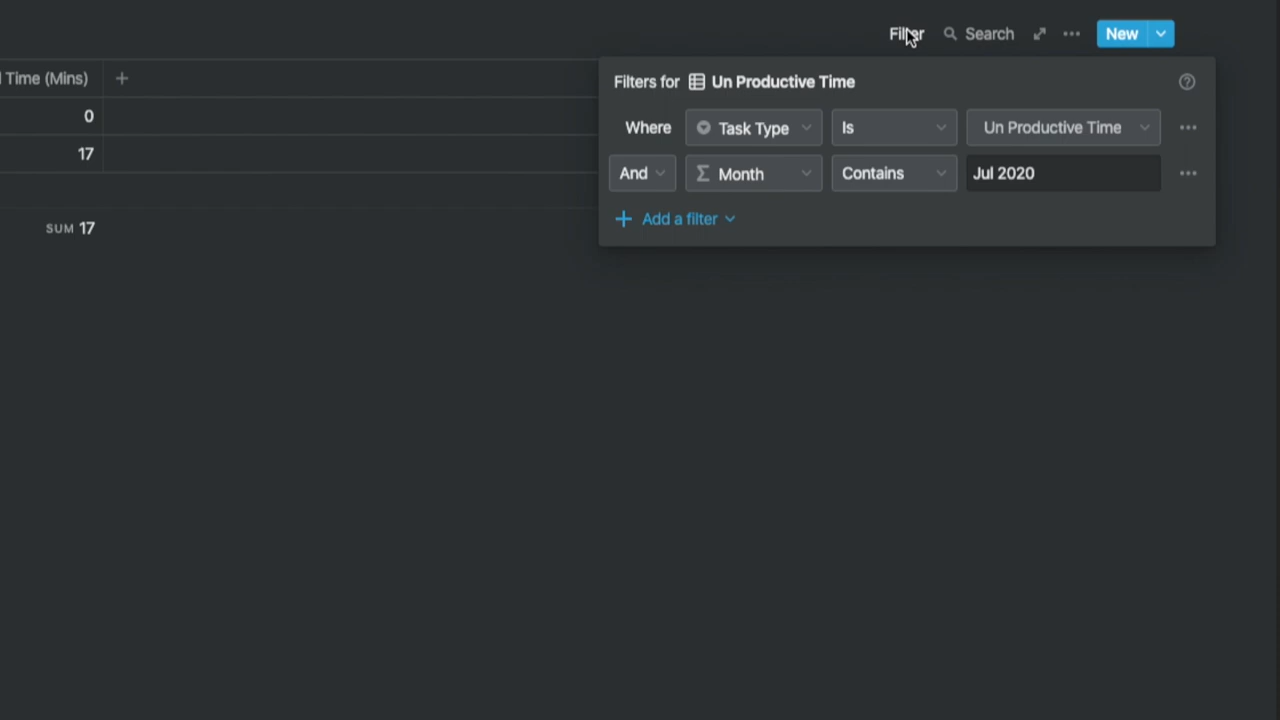 Filter Search New
Time (Mins)
Filters for Un Productive Time
0
Where Task Type Is Un Productive Time
17
And Month Contains Jul 2020
Add a filter
SUM 17